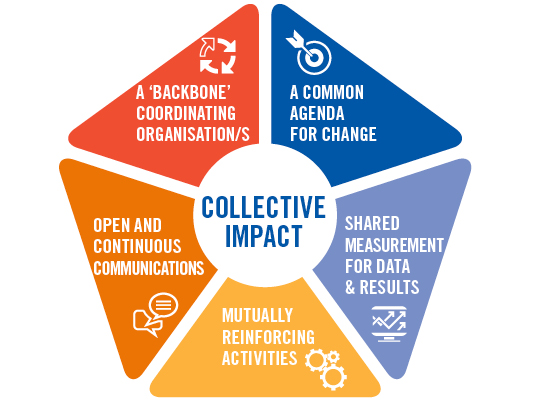 A ‘BACKBONE’
COORDINATING
ORGANISATION/S
A COMMON
AGENDA
FOR CHANGE
COLLECTIVE
IMPACT
OPEN AND
CONTINUOUS
COMMUNICATIONS
SHARED
MEASUREMENT
FOR DATA
& RESULTS
MUTUALLY
REINFORCING
ACTIVITIES